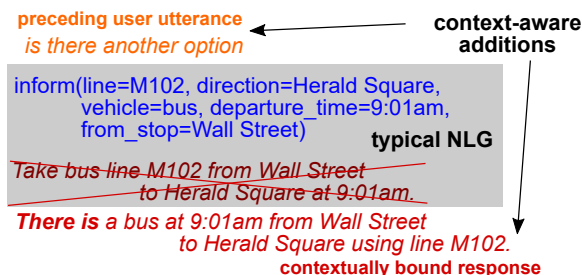 preceding user utterance
is there another option
context-aware
additions
inform(line=M102, direction=Herald Square,
vehicle=bus, departure_time=9:01am,
from_stop=Wall Street)
typical NLG
Take bus line M102 from Wall Street
to Herald Square at 9:01am.
There is a bus at 9:01am from Wall Street
to Herald Square using line M102.
contextually bound response